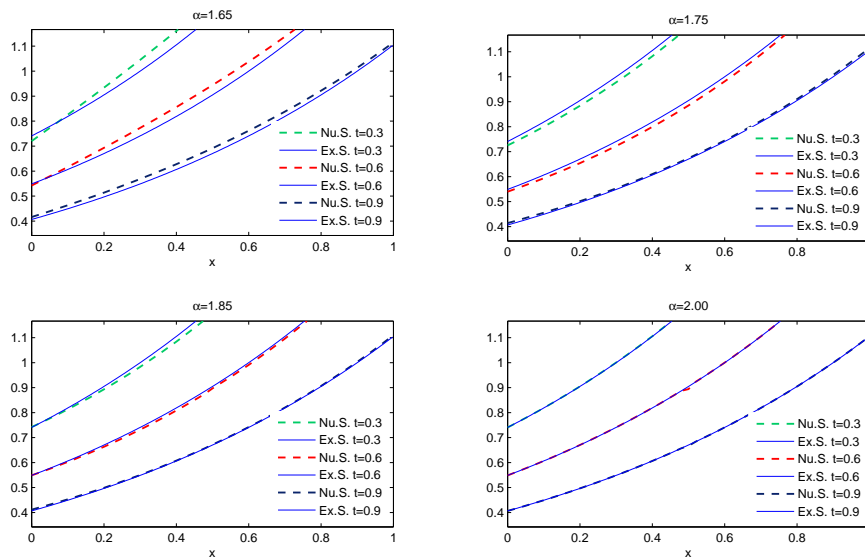 α=1.65
1.1
1
0.9
0.8
0.7
0.6
0.5
0.4
0
0.2
0.4
0.6
0.8
1
x
Nu.S. t=0.3
Ex.S. t=0.3
Nu.S. t=0.6
Ex.S. t=0.6
Nu.S. t=0.9
Ex.S. t=0.9
α=1.75
1.1
1
0.9
0.8
0.7
0.6
0.5
0.4
0
0.2
0.4
0.6
0.8
x
Nu.S. t=0.3
Ex.S. t=0.3
Nu.S. t=0.6
Ex.S. t=0.6
Nu.S. t=0.9
Ex.S. t=0.9
α=1.85
1.1
1
0.9
0.8
0.7
0.6
0.5
0.4
0
0.2
0.4
0.6
0.8
1
x
Nu.S. t=0.3
Ex.S. t=0.3
Nu.S. t=0.6
Ex.S. t=0.6
Nu.S. t=0.9
Ex.S. t=0.9
α=2.00
1.1
1
0.9
0.8
0.7
0.6
0.5
0.4
0
0.2
0.4
0.6
0.8
x
Nu.S. t=0.3
Ex.S. t=0.3
Nu.S. t=0.6
Ex.S. t=0.6
Nu.S. t=0.9
Ex.S. t=0.9